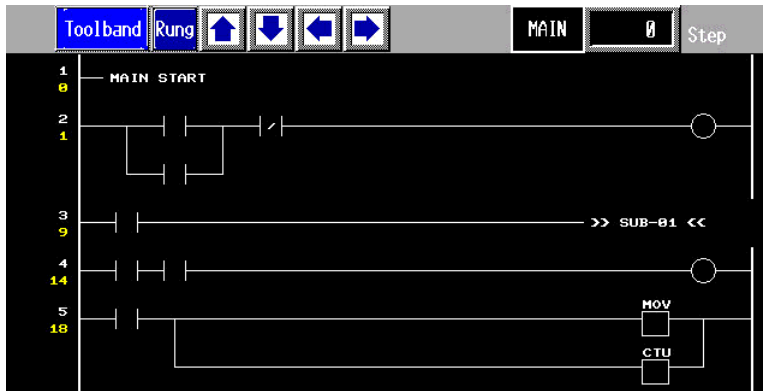 Toolband Rung MAIN 0 Step
1 MAIN START
0
2
1
3 >> SUB-01 <<
9
4
14
5 MOV
18
CTU